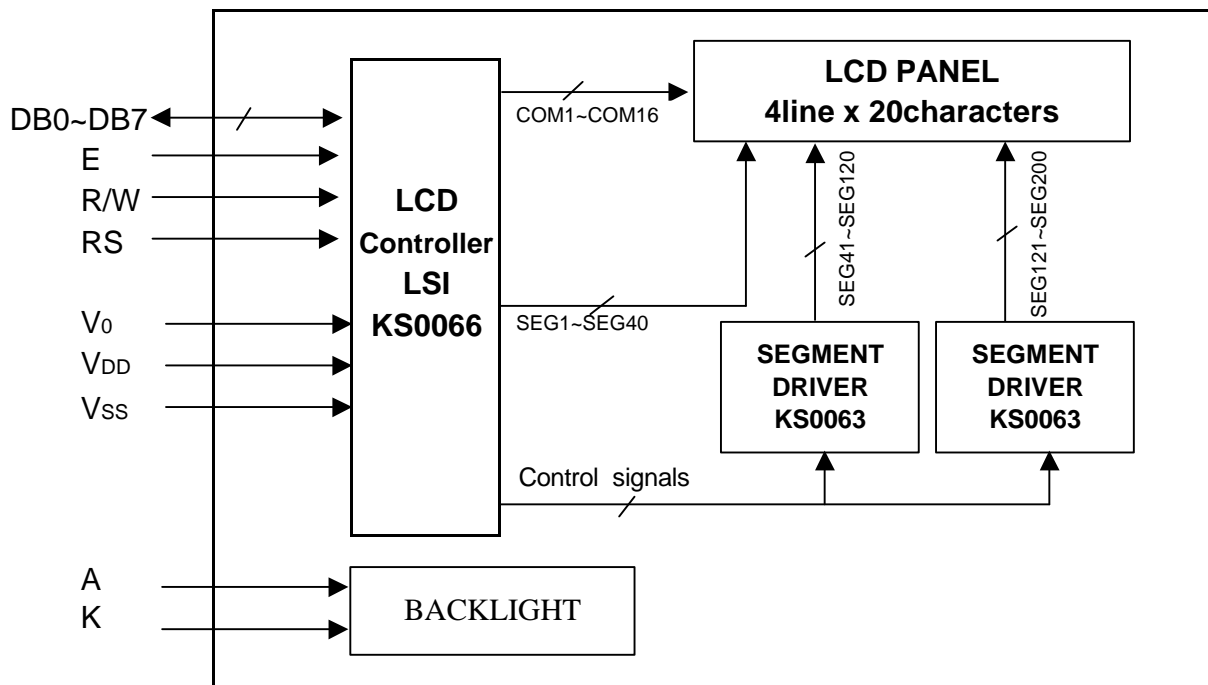 DB0~DB7
E
R/W
RS
V0
VDD
VSS
A
K
LCD
Controller
LSI
KS0066
COM1~COM16
SEG1~SEG40
Control signals
LCD PANEL
4line x 20characters
SEG41~SEG120
SEG121~SEG200
SEGMENT
DRIVER
KS0063
SEGMENT
DRIVER
KS0063
BACKLIGHT